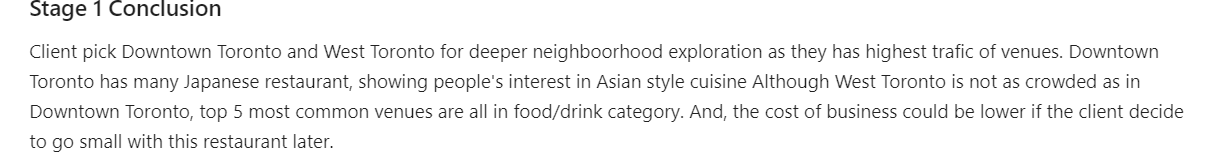 Stage 1 Conclusion
Client pick Downtown Toronto and West Toronto for deeper neighboorhood exploration as they has highest trafic of venues. Downtown
Toronto has many Japanese restaurant, showing people's interest in Asian style cuisine Although West Toronto is not as crowded as in
Downtown Toronto, top 5 most common venues are all in food/drink category. And, the cost of business could be lower if the client decide
to go small with this restaurant later.